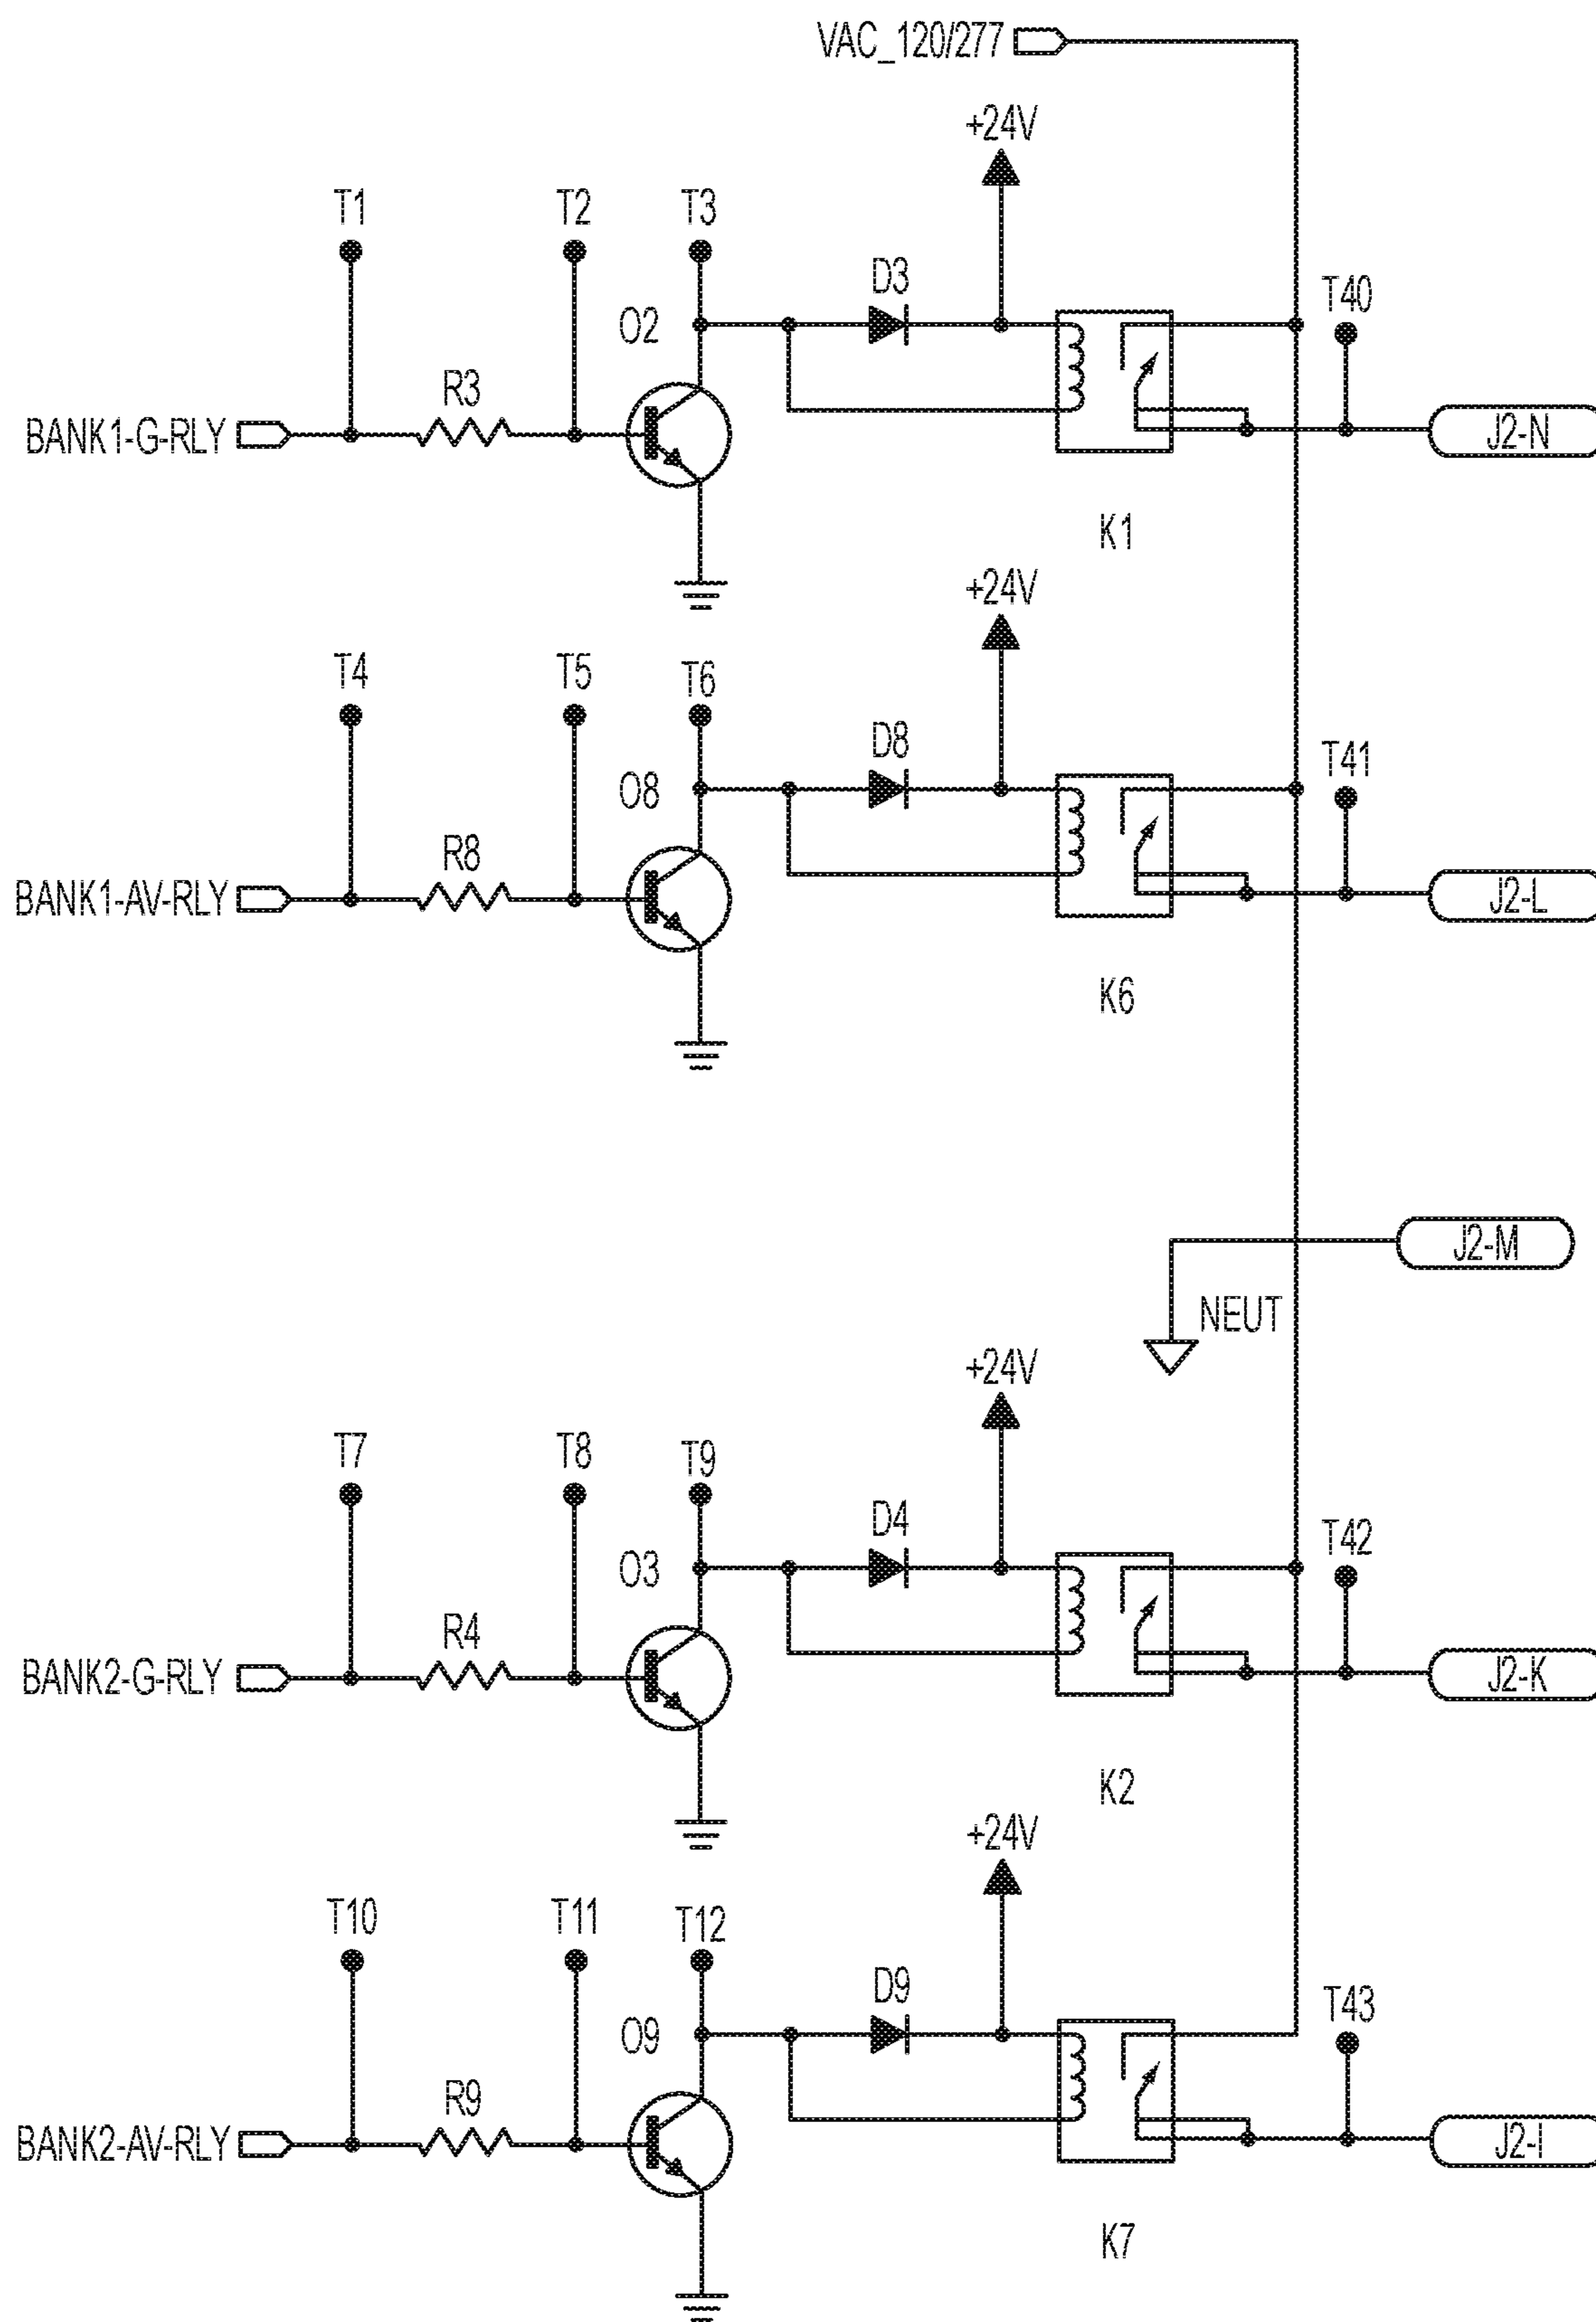 VAC_120/277
+24V
T1
T2
T3
D3
T40
O2
R3
BANK1-G-RLY
J2-N
K1
+24V
T4
T5
T6
D8
T41
O8
R8
BANK1-AV-RLY
J2-L
K6
J2-M
NEUT
+24V
T7
T8
T9
D4
T42
O3
R4
BANK2-G-RLY
J2-K
K2
+24V
T10
T11
T12
D9
T43
O9
R9
BANK2-AV-RLY
J2-I
K7